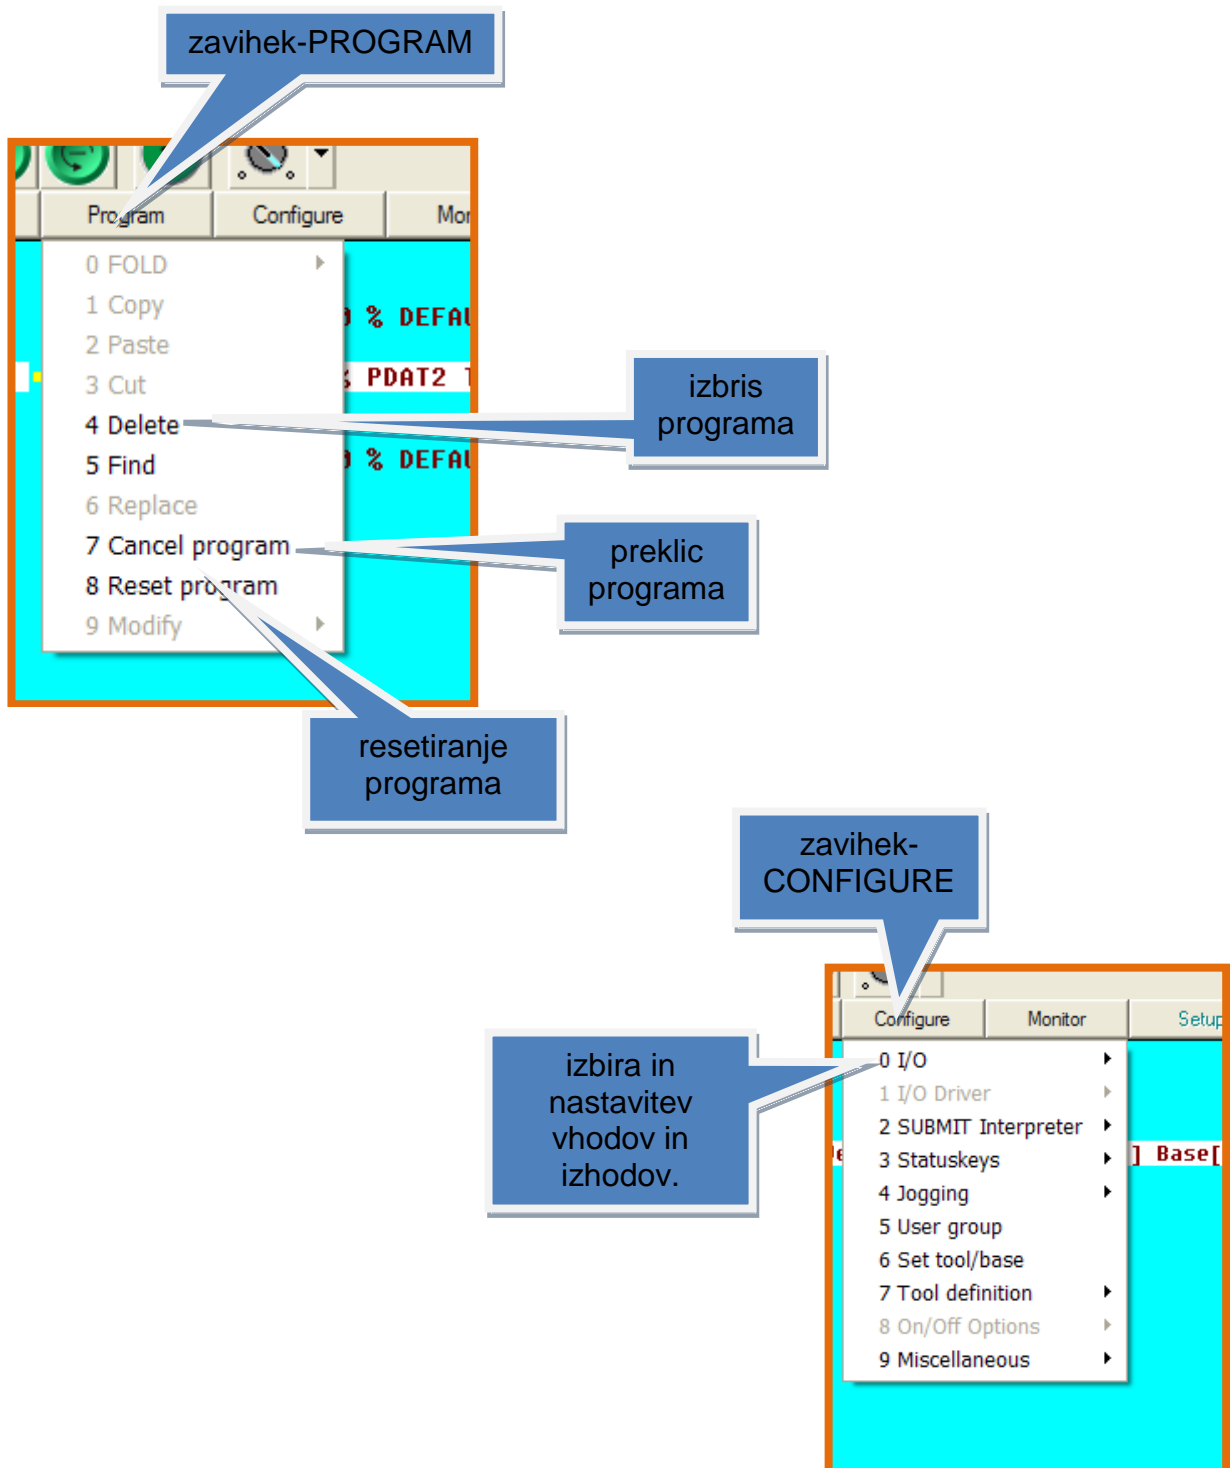 zavihek-PROGRAM
Program Configure Mor
0 FOLD
1 Copy
2 Paste
3 Cut
4 Delete
5 Find
6 Replace
7 Cancel program
8 Reset program
9 Modify
% DEFAU
% PDAT2
% DEFAU
izbris
programa
preklic
programa
resetiranje
programa
zavihek-
CONFIGURE
Configure Monitor Setup
0 I/O
1 I/O Driver
2 SUBMIT Interpreter
3 Statuskeys
4 Jogging
5 User group
6 Set tool/base
7 Tool definition
8 On/Off Options
9 Miscellaneous
] Base[
izbira in
nastavitev
vhodov in
izhodov.